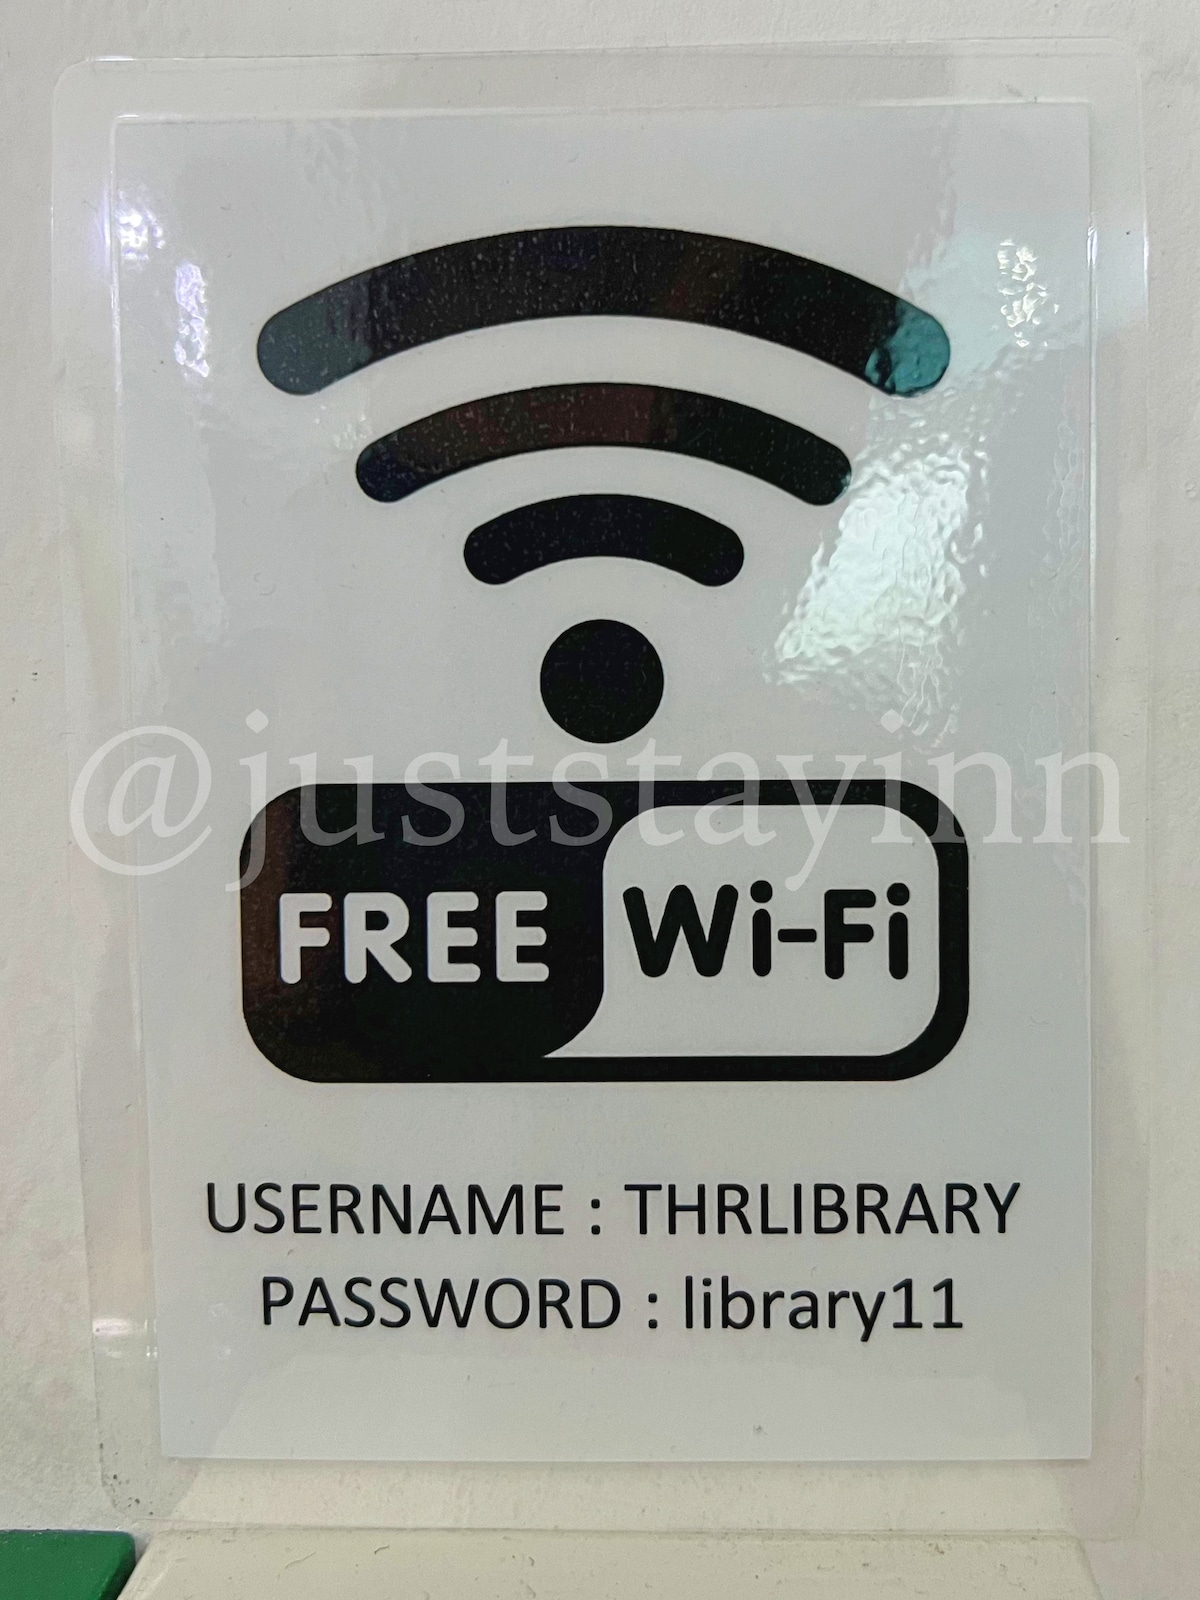 @juststayinn
FREE Wi-Fi
USERNAME : THRLIBRARY
PASSWORD : library11